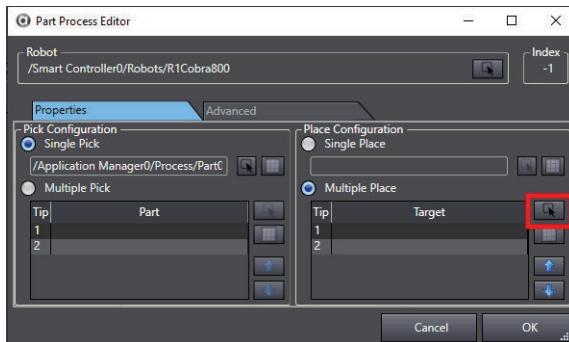 Part Process Editor
Robot
/Smart Controller0/Robots/R1Cobra800
Index
-1
Properties
Advanced
Pick Configuration
Single Pick
/Application Manager0/Process/PartC
Multiple Pick
Tip Part
1
2
Place Configuration
Single Place
Multiple Place
Tip Target
1
2
Cancel
OK